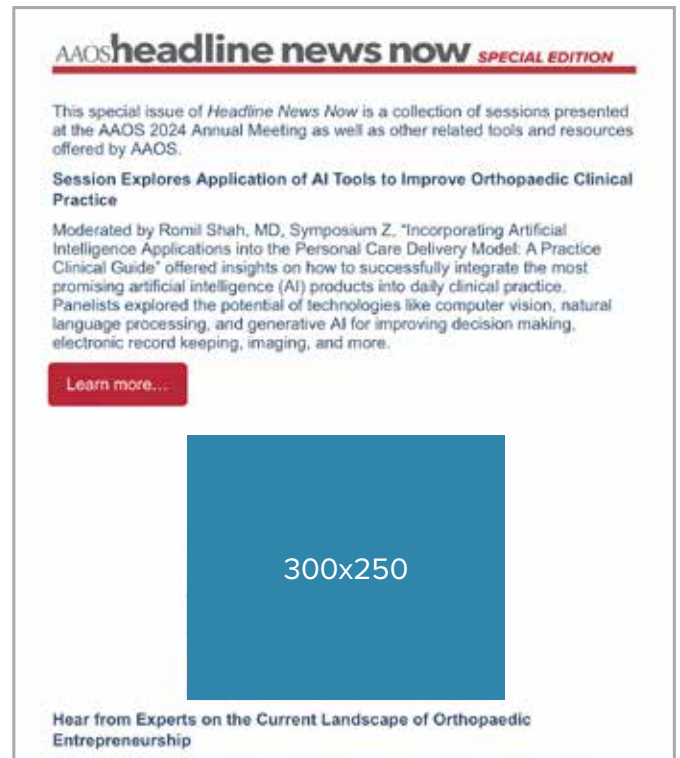 AAOS headline news now SPECIAL EDITION
This special issue of Headline News Now is a collection of sessions presented
at the AAOS 2024 Annual Meeting as well as other related tools and resources
offered by AAOS.
Session Explores Application of AI Tools to Improve Orthopaedic Clinical
Practice
Moderated by Romil Shah, MD, Symposium Z, "Incorporating Artificial
Intelligence Applications into the Personal Care Delivery Model: A Practice
Clinical Guide" offered insights on how to successfully integrate the most
promising artificial intelligence (AI) products into daily clinical practice.
Panelists explored the potential of technologies like computer vision, natural
language processing, and generative AI for improving decision making,
electronic record keeping, imaging, and more.
Learn more...
300x250
Hear from Experts on the Current Landscape of Orthopaedic
Entrepreneurship